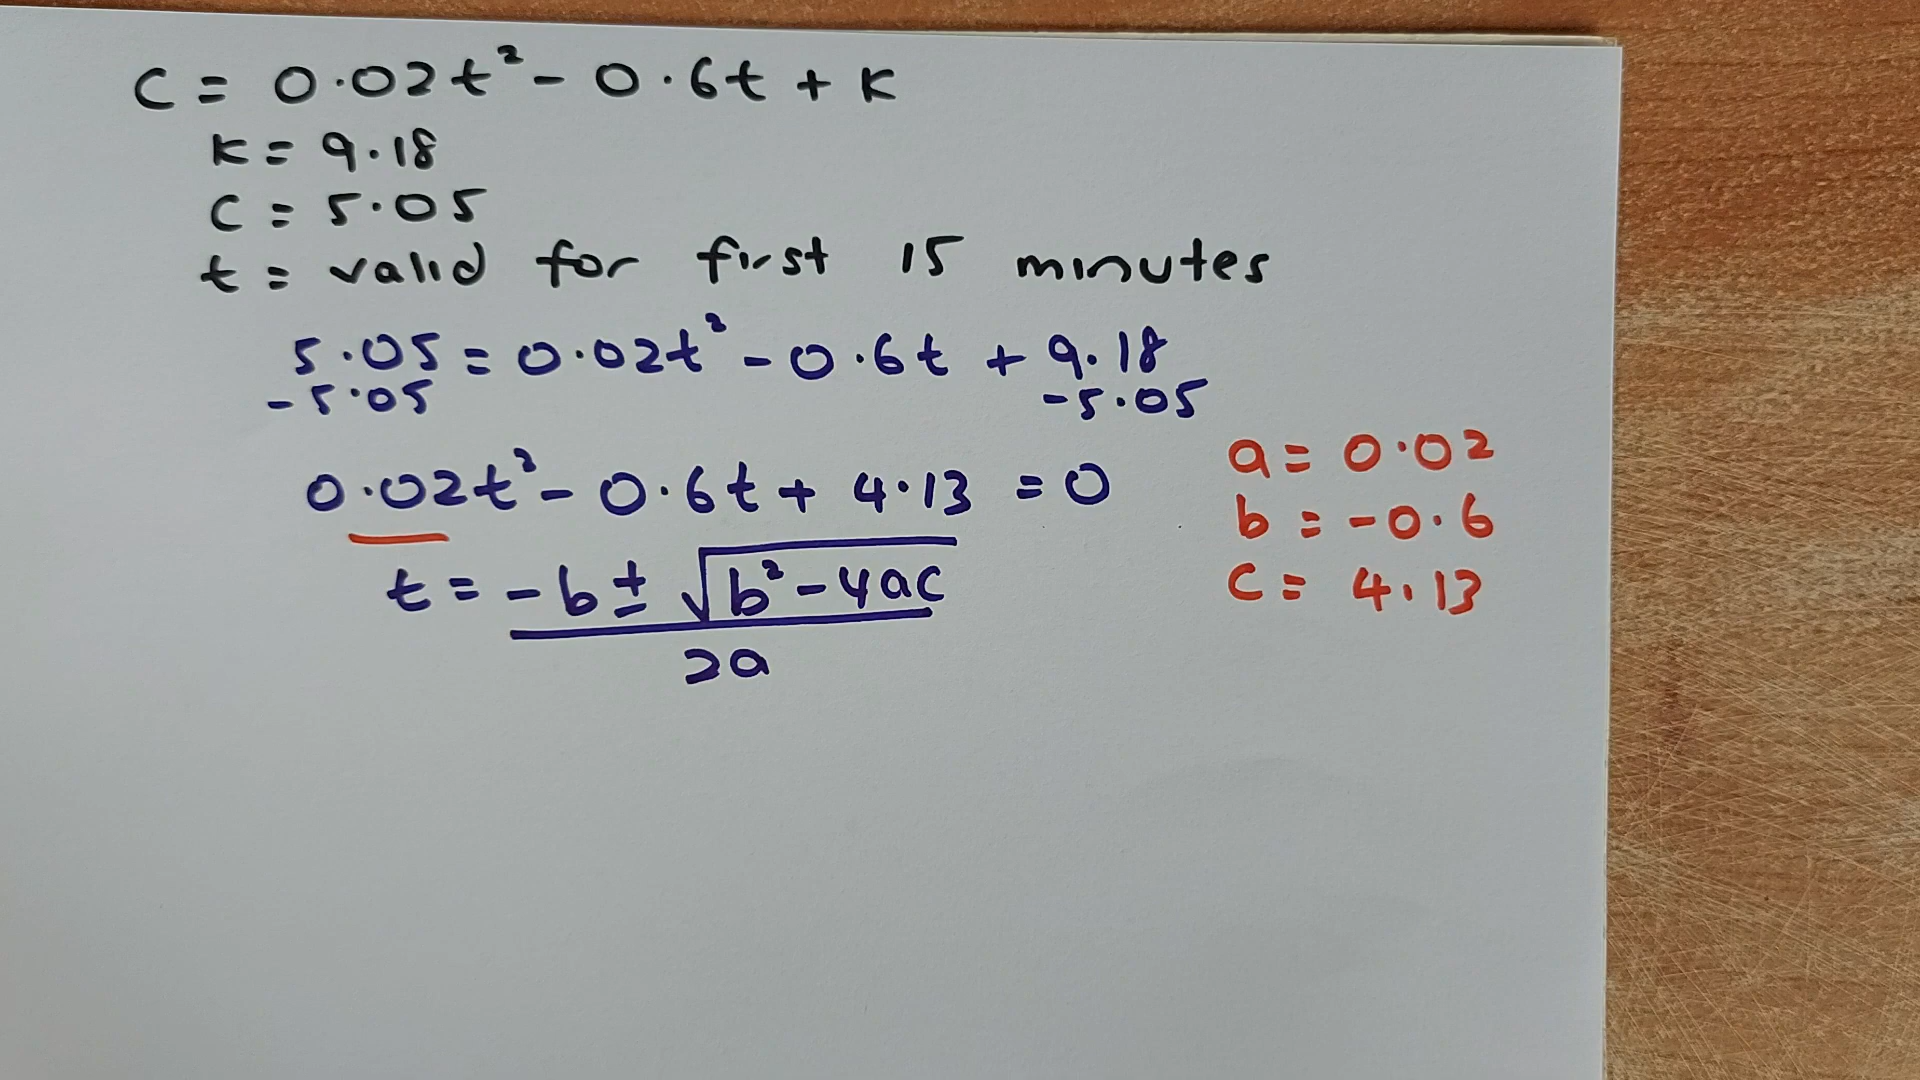 C = 0.02t² - 0.6t + K
K = 9.18
C = 5.05
t = valid for first 15 minutes
5.05 = 0.02t² - 0.6t + 9.18
-5.05 -5.05
0.02t² - 0.6t + 4.13 = 0
t = -b ± √b² - 4ac
2a
a = 0.02
b = -0.6
c = 4.13